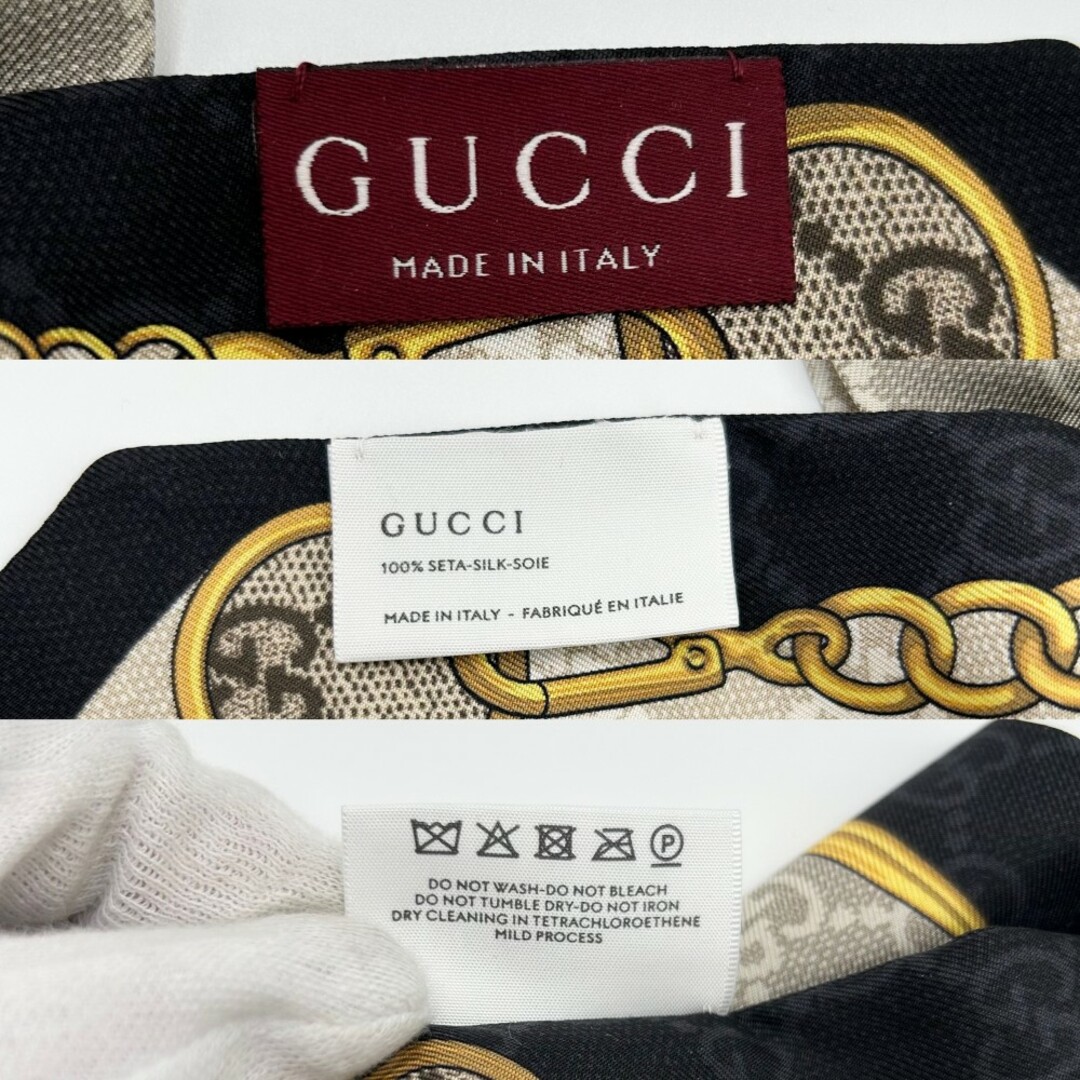 GUCCI
MADE IN ITALY
GUCCI
100% SETA-SILK-SOIE
MADE IN ITALY - FABRIQUÉ EN ITALIE
P
DO NOT WASH-DO NOT BLEACH
DO NOT TUMBLE DRY-DO NOT IRON
DRY CLEANING IN TETRACHLOROETHENE
MILD PROCESS